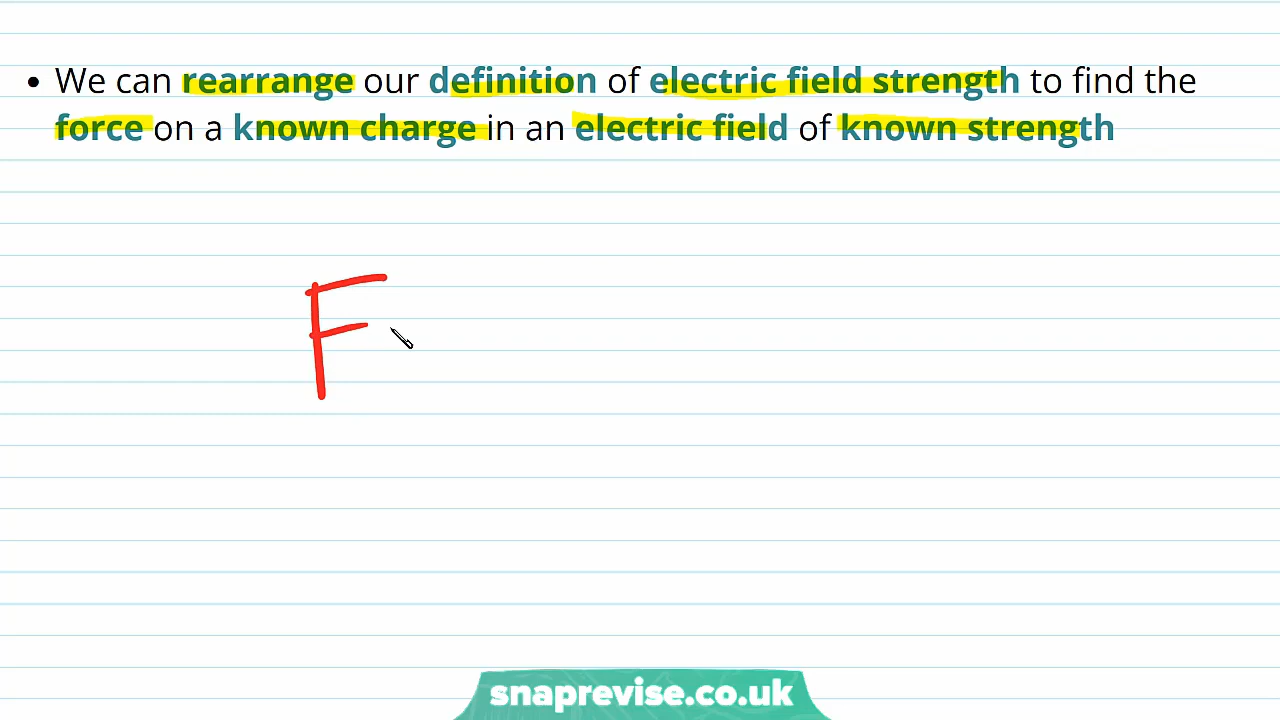 • We can rearrange our definition of electric field strength to find the
force on a known charge in an electric field of known strength
F
snaprevise.co.uk